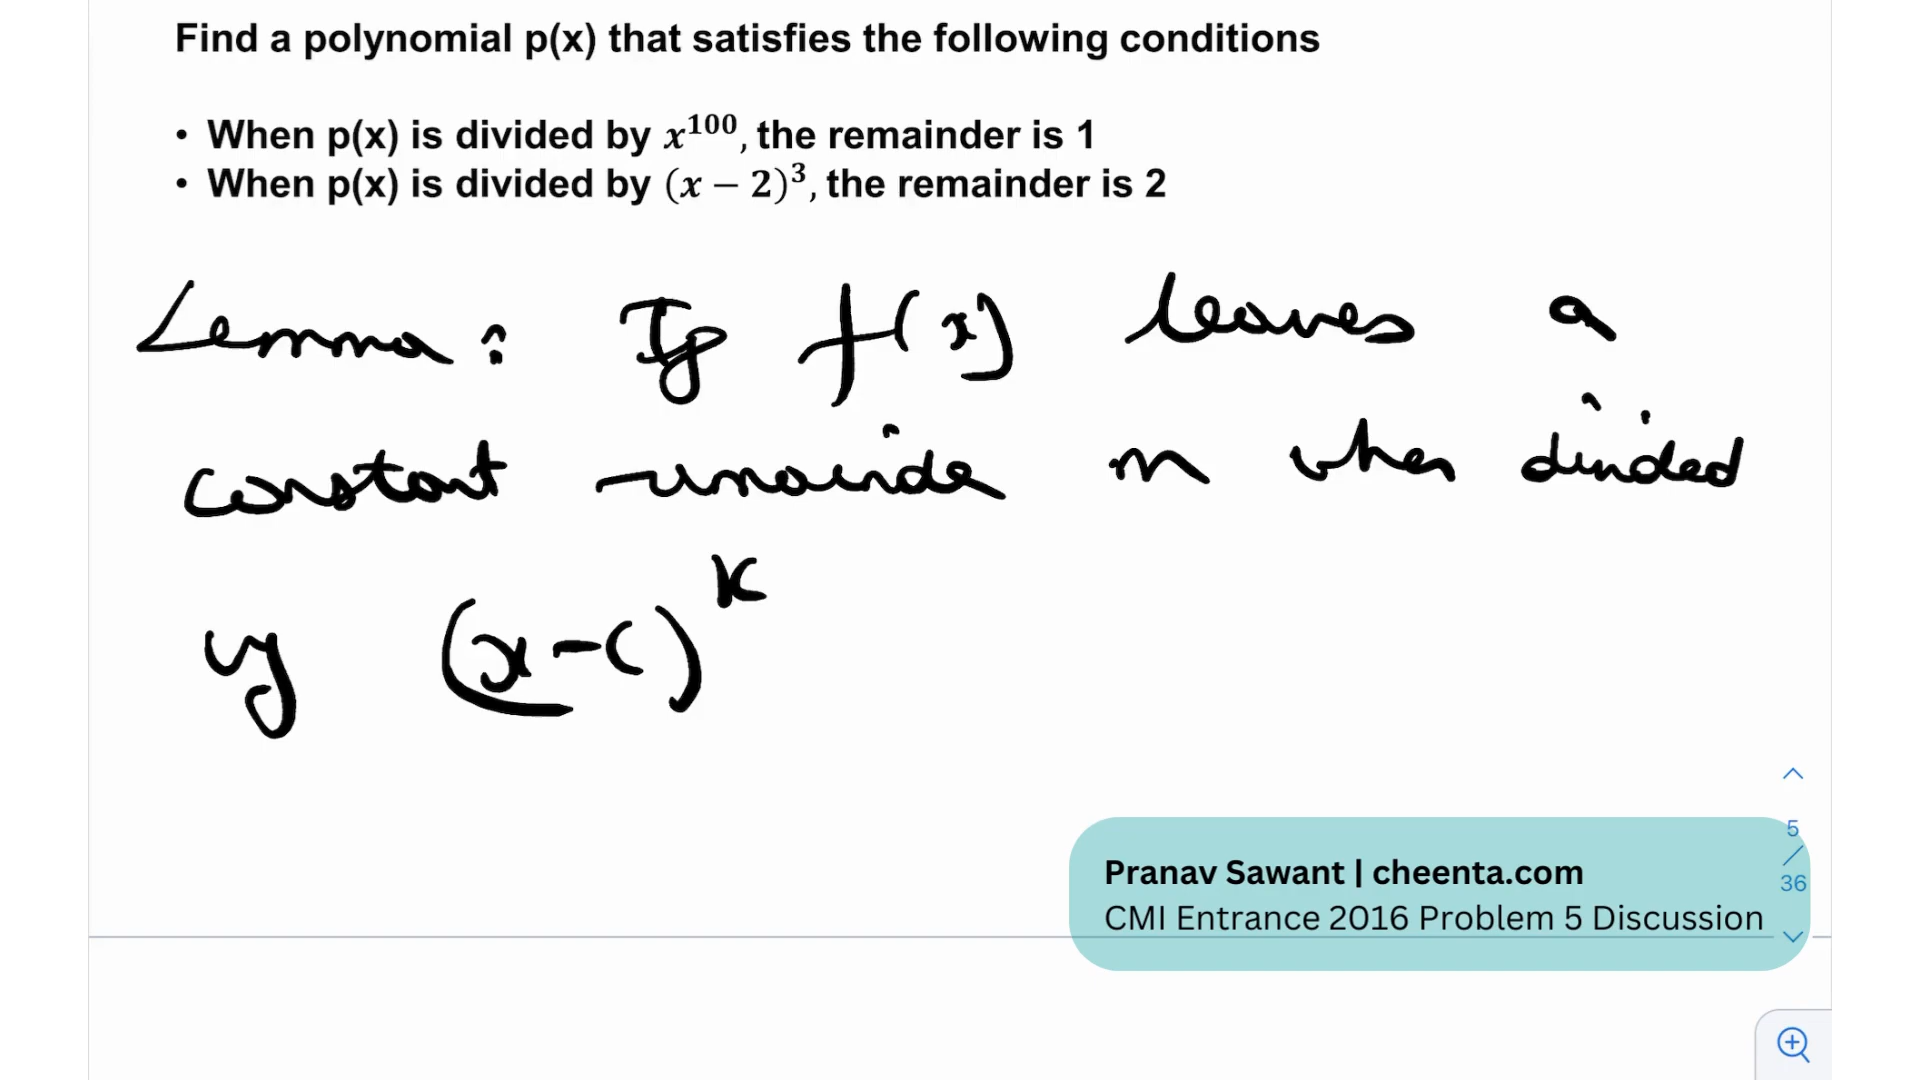 Find a polynomial p(x) that satisfies the following conditions
• When p(x) is divided by x¹⁰⁰, the remainder is 1
• When p(x) is divided by (x − 2)³, the remainder is 2
Lemma: If f(x) leaves a
constant remainder m when divided
by (x-c)^k
5
/
36
Pranav Sawant | cheenta.com
CMI Entrance 2016 Problem 5 Discussion